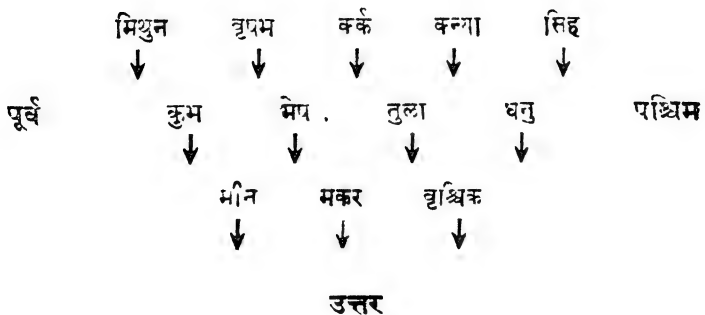 मिथुन वृषभ कर्क कन्या सिंह
पूर्व कुभ मेष . तुला धनु पश्चिम
मीन मकर वृश्चिक
उत्तर